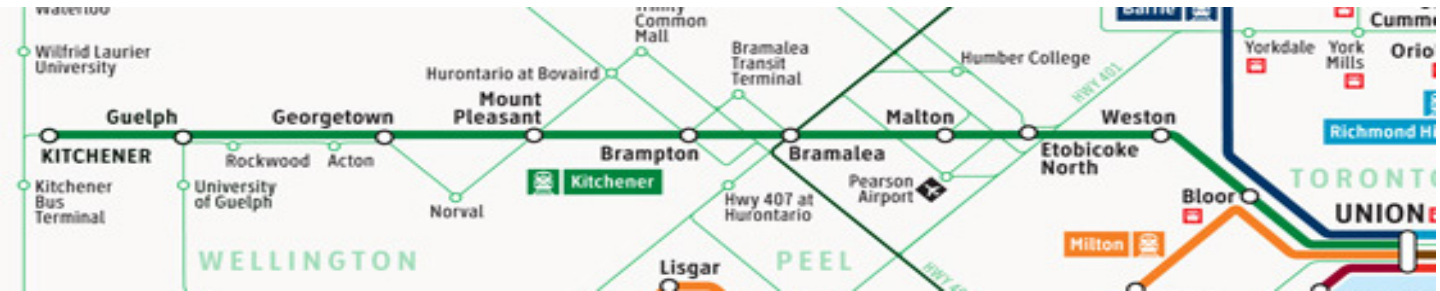 Waterloo
Wilfrid Laurier
University
Guelph
KITCHENER
Kitchener
Bus
Terminal
Rockwood
Acton
University
of Guelph
WELLINGTON
Georgetown
Norval
Hurontario at Bovaird
Mount
Pleasant
Trinity
Common
Mall
Bramalea
Transit
Terminal
Brampton
Kitchener
Bramalea
Hwy 407 at
Hurontario
Lisgar
PEEL
Malton
Pearson
Airport
Humber College
HWY 401
Etobicoke
North
Weston
Bloor
Milton
Barrie
Yorkdale
York
Mills
Richmond Hi
TORONTO
UNION